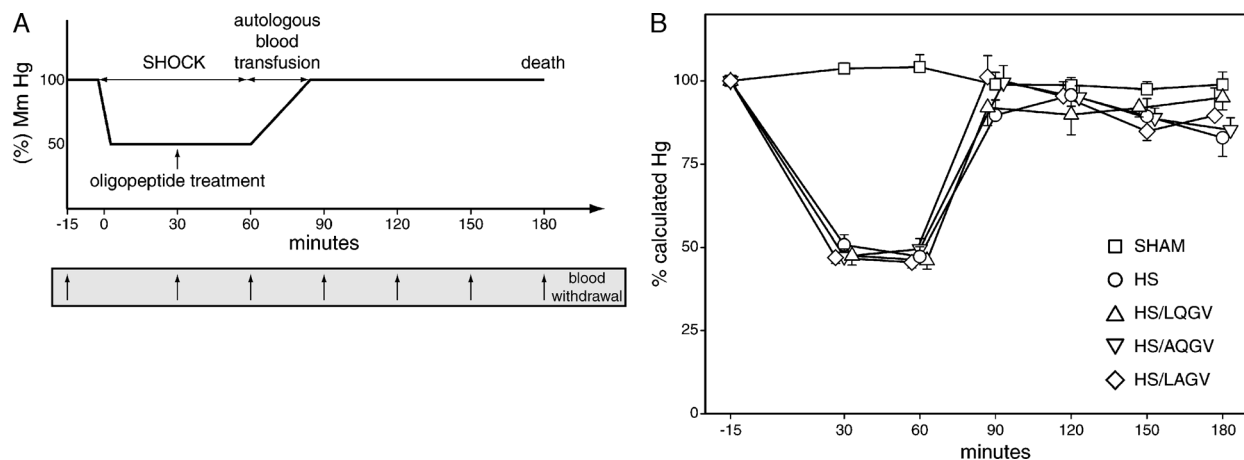 A
autologous
blood
transfusion
SHOCK
death
(%) Mm Hg
100
50
oligopeptide treatment
-15 0 30 60 90 120 150 180
minutes
blood
withdrawal
B
% calculated Hg
100
75
50
25
0
SHAM
HS
HS/LQGV
HS/AQGV
HS/LAGV
-15 30 60 90 120 150 180
minutes